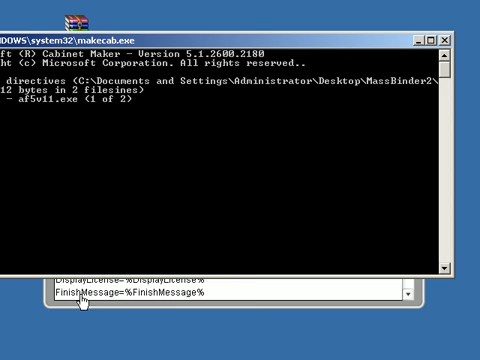 NDOWS\system32\makecab.exe
ft (R) Cabinet Maker - Version 5.1.2600.2180
ht (c) Microsoft Corporation. All rights reserved..
directives (C:\Documents and Settings\Administrator\Desktop\MassBinder2\
12 bytes in 2 filesines)
- af5v11.exe (1 of 2)
DisplayLicense=%DisplayLicense%
FinishMessage=%FinishMessage%